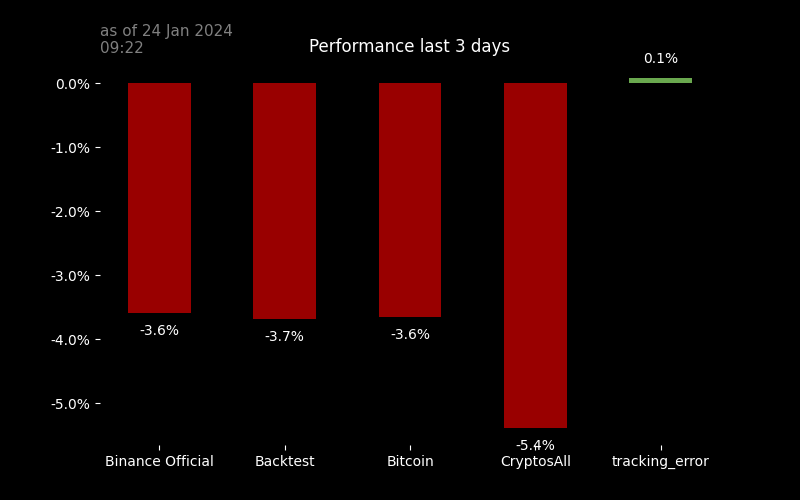 as of 24 Jan 2024
09:22
Performance last 3 days
0.1%
0.0%
-1.0%
-2.0%
-3.0%
-3.6%
-3.7%
-3.6%
-4.0%
-5.0%
-5.4%
Binance Official
Backtest
Bitcoin
CryptosAll
tracking_error